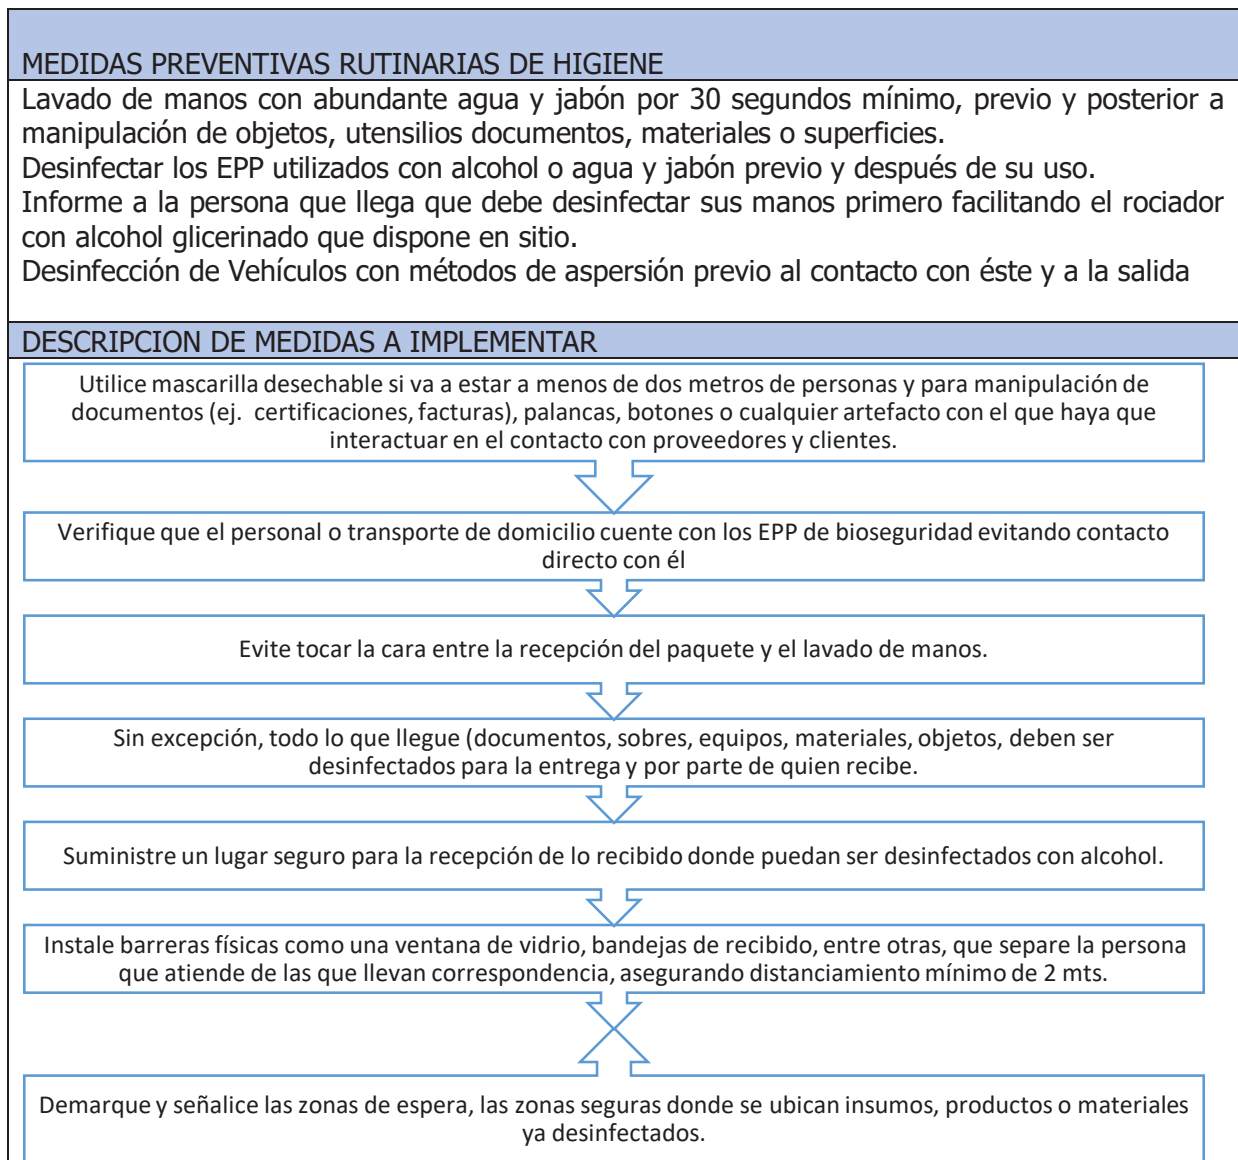 MEDIDAS PREVENTIVAS RUTINARIAS DE HIGIENE
Lavado de manos con abundante agua y jabón por 30 segundos mínimo, previo y posterior a
manipulación de objetos, utensilios documentos, materiales o superficies.
Desinfectar los EPP utilizados con alcohol o agua y jabón previo y después de su uso.
Informe a la persona que llega que debe desinfectar sus manos primero facilitando el rociador
con alcohol glicerinado que dispone en sitio.
Desinfección de Vehículos con métodos de aspersión previo al contacto con éste y a la salida
DESCRIPCION DE MEDIDAS A IMPLEMENTAR
Utilice mascarilla desechable si va a estar a menos de dos metros de personas y para manipulación de
documentos (ej. certificaciones, facturas), palancas, botones o cualquier artefacto con el que haya que
interactuar en el contacto con proveedores y clientes.
Verifique que el personal o transporte de domicilio cuente con los EPP de bioseguridad evitando contacto
directo con él
Evite tocar la cara entre la recepción del paquete y el lavado de manos.
Sin excepción, todo lo que llegue (documentos, sobres, equipos, materiales, objetos, deben ser
desinfectados para la entrega y por parte de quien recibe.
Suministre un lugar seguro para la recepción de lo recibido donde puedan ser desinfectados con alcohol.
Instale barreras físicas como una ventana de vidrio, bandejas de recibido, entre otras, que separe la persona
que atiende de las que llevan correspondencia, asegurando distanciamiento mínimo de 2 mts.
Demarque y señalice las zonas de espera, las zonas seguras donde se ubican insumos, productos o materiales
ya desinfectados.